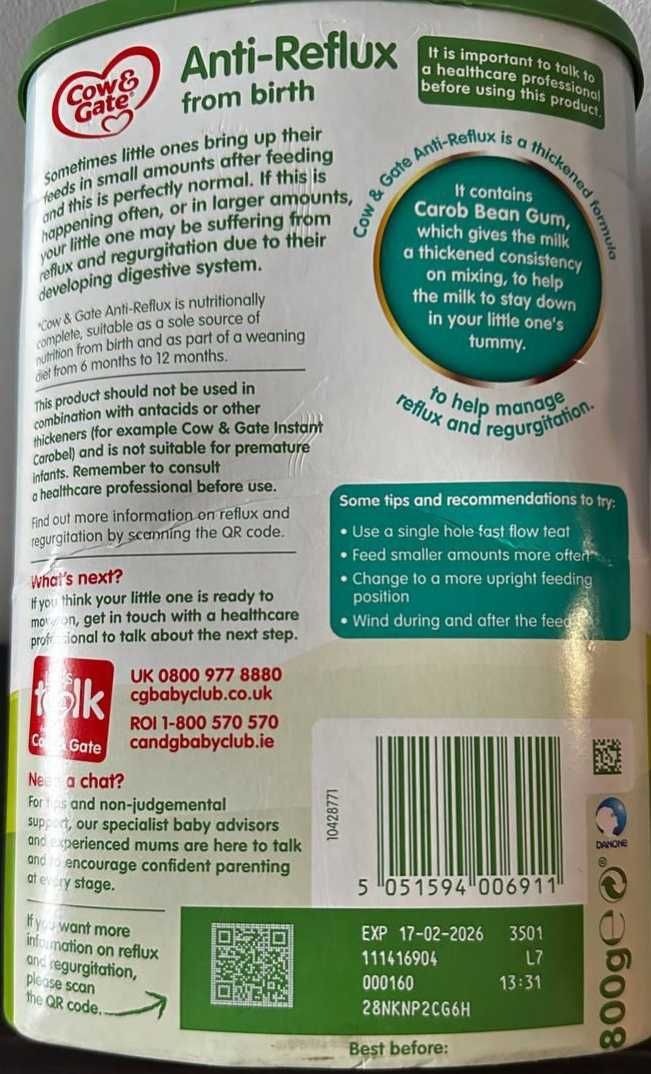 Cow &
Gate®
Anti-Reflux
from birth
It is important to talk to
a healthcare professional
before using this product.
Sometimes little ones bring up their
feeds in small amounts after feeding
and this is perfectly normal. If this is
happening often, or in larger amounts,
your little one may be suffering from
reflux and regurgitation due to their
developing digestive system.
Cow & Gate Anti-Reflux is a thickened formula
It contains
Carob Bean Gum,
which gives the milk
a thickened consistency
on mixing, to help
the milk to stay down
in your little one's
tummy.
to help manage
reflux and regurgitation.
*Cow & Gate Anti-Reflux is nutritionally
complete, suitable as a sole source of
nutrition from birth and as part of a weaning
diet from 6 months to 12 months.
This product should not be used in
combination with antacids or other
thickeners (for example Cow & Gate Instant
Carobel) and is not suitable for premature
infants. Remember to consult
a healthcare professional before use.
Find out more information on reflux and
regurgitation by scanning the QR code.
Some tips and recommendations to try:
• Use a single hole fast flow teat
• Feed smaller amounts more often
• Change to a more upright feeding
position
• Wind during and after the feed
What's next?
If you think your little one is ready to
move on, get in touch with a healthcare
professional to talk about the next step.
talk
Cow & Gate
UK 0800 977 8880
cgbabyclub.co.uk
ROI 1-800 570 570
candgbabyclub.ie
Need a chat?
For tips and non-judgemental
support, our specialist baby advisors
and experienced mums are here to talk
and to encourage confident parenting
at every stage.
If you want more
information on reflux
and regurgitation,
please scan
the QR code.
10428771
5 051594 006911
DANONE
800g e
EXP 17-02-2026 3501
111416904 L7
000160 13:31
28NKNP2CG6H
Best before: